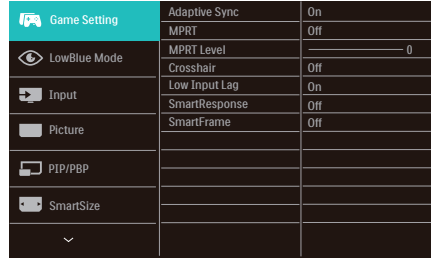 Game Setting
LowBlue Mode
Input
Picture
PIP/PBP
SmartSize
Adaptive Sync On
MPRT Off
MPRT Level 0
Crosshair Off
Low Input Lag On
SmartResponse Off
SmartFrame Off